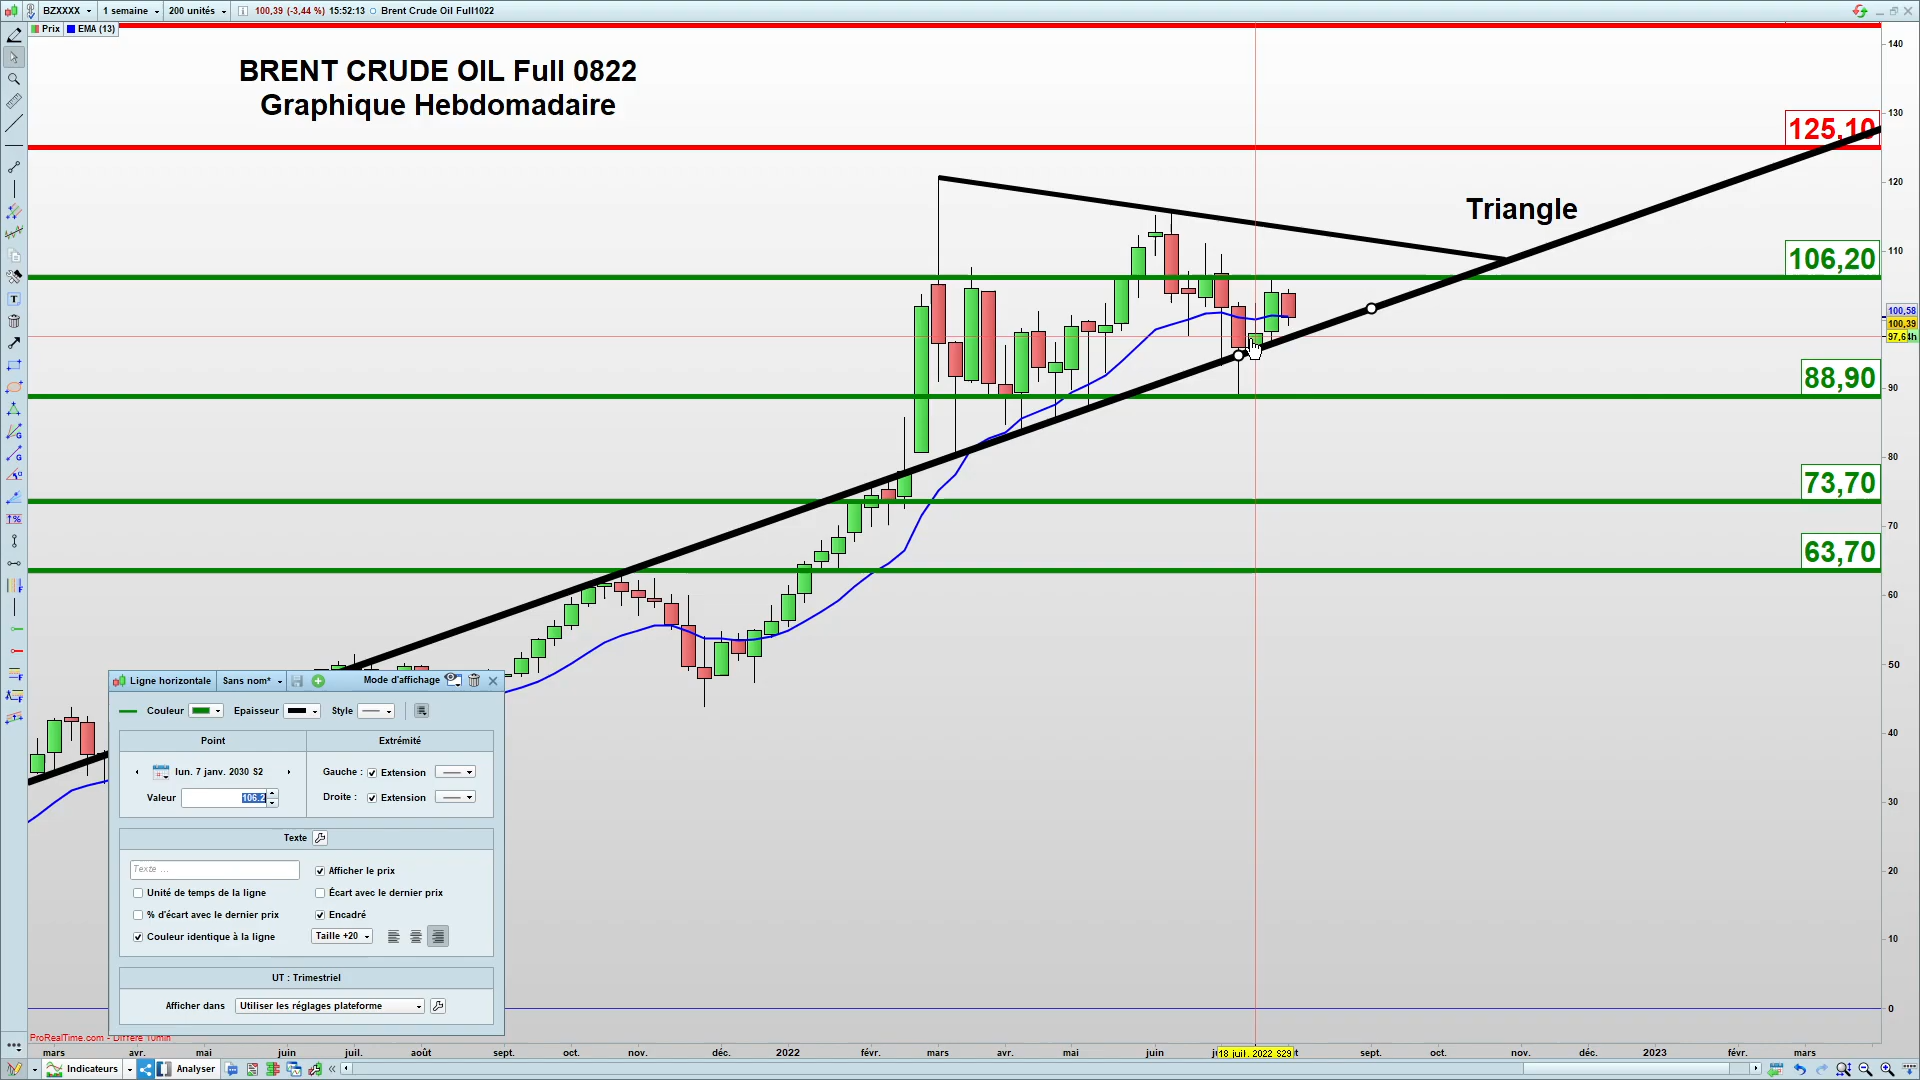 BZXXXX 1 semaine 200 unités 100,39 (-3,44 %) 15:52:13 Brent Crude Oil Full1022
Prix EMA (13)
BRENT CRUDE OIL Full 0822
Graphique Hebdomadaire
Triangle
125,10
106,20
88,90
73,70
63,70
140
130
120
110
100,58
100,39
90
80
70
60
50
40
30
20
10
0
Ligne horizontale Sans nom* Mode d'affichage
Couleur Epaisseur Style
Point Extrémité
lun. 7 janv. 2030 S2 Gauche : Extension
Valeur 106.2 Droite : Extension
Texte
Texte ... Afficher le prix
Unité de temps de la ligne Écart avec le dernier prix
% d'écart avec le dernier prix Encadré
Couleur identique à la ligne Taille +20
UT : Trimestriel
Afficher dans Utiliser les réglages plateforme
ProRealTime.com - Différé 10min
mars avr. mai juin juil. août sept. oct. nov. déc. 2022 févr. mars avr. mai juin 18 juil. 2022 S29 sept. oct. nov. déc. 2023 févr. mars
Indicateurs Analyser